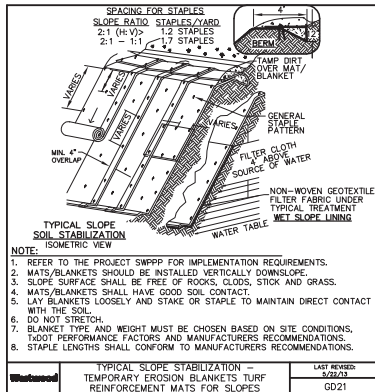 SPACING FOR STAPLES
SLOPE RATIO STAPLES/YARD
2:1 (H:V)> 1.2 STAPLES
2:1 - 1:1 1.7 STAPLES
4'
2'
BERM
TAMP DIRT
OVER MAT/
BLANKET
VARIES
VARIES
VARIES
GENERAL
STAPLE
PATTERN
MIN. 4"
OVERLAP
FILTER CLOTH
4' ABOVE
SOURCE OF WATER
NON-WOVEN GEOTEXTILE
FILTER FABRIC UNDER
TYPICAL TREATMENT
WET SLOPE LINING
WATER TABLE
TYPICAL SLOPE
SOIL STABILIZATION
ISOMETRIC VIEW
NOTE:
1. REFER TO THE PROJECT SWPPP FOR IMPLEMENTATION REQUIREMENTS.
2. MATS/BLANKETS SHOULD BE INSTALLED VERTICALLY DOWNSLOPE.
3. SLOPE SURFACE SHALL BE FREE OF ROCKS, CLODS, STICK AND GRASS.
4. MATS/BLANKETS SHALL HAVE GOOD SOIL CONTACT.
5. LAY BLANKETS LOOSELY AND STAKE OR STAPLE TO MAINTAIN DIRECT CONTACT
WITH THE SOIL.
6. DO NOT STRETCH.
7. BLANKET TYPE AND WEIGHT MUST BE CHOSEN BASED ON SITE CONDITIONS,
TxDOT PERFORMANCE FACTORS AND MANUFACTURERS RECOMMENDATIONS.
8. STAPLE LENGTHS SHALL CONFORM TO MANUFACTURERS RECOMMENDATIONS.
Westwood
TYPICAL SLOPE STABILIZATION –
TEMPORARY EROSION BLANKETS TURF
REINFORCEMENT MATS FOR SLOPES
LAST REVISED:
5/22/13
GD21